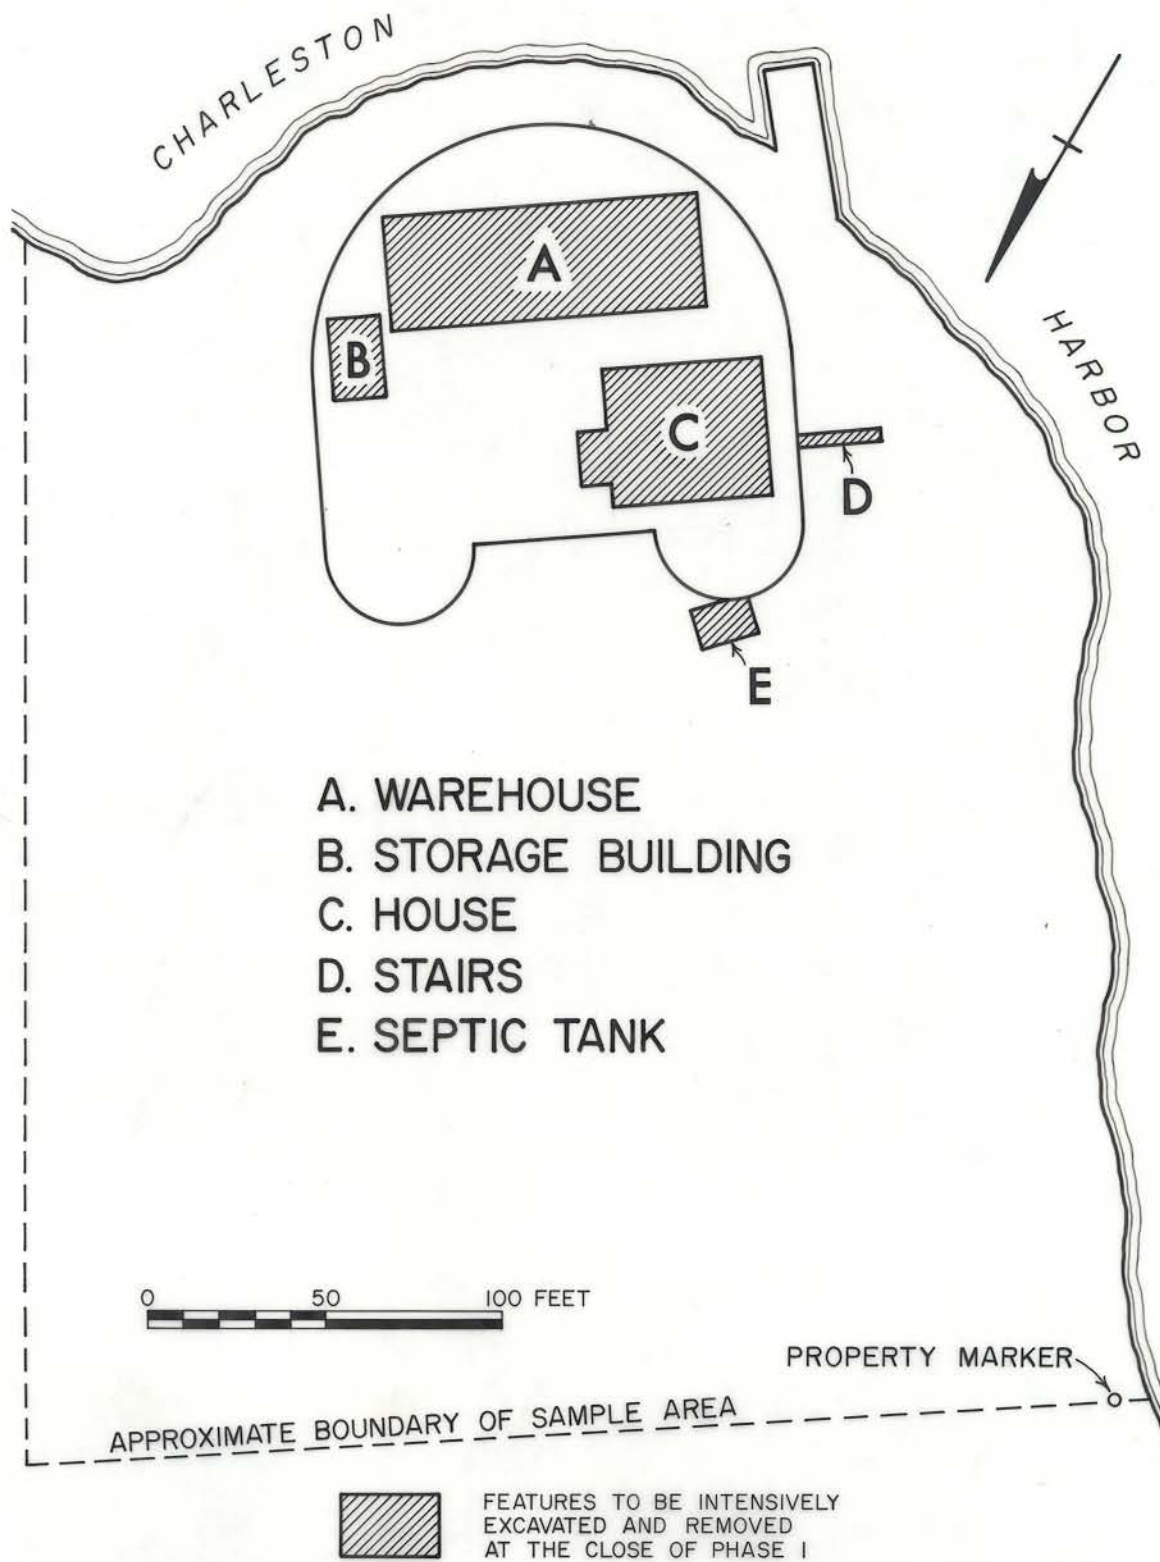 CHARLESTON
HARBOR
A
B
C
D
E
A. WAREHOUSE
B. STORAGE BUILDING
C. HOUSE
D. STAIRS
E. SEPTIC TANK
0 50 100 FEET
PROPERTY MARKER
APPROXIMATE BOUNDARY OF SAMPLE AREA
FEATURES TO BE INTENSIVELY
EXCAVATED AND REMOVED
AT THE CLOSE OF PHASE I